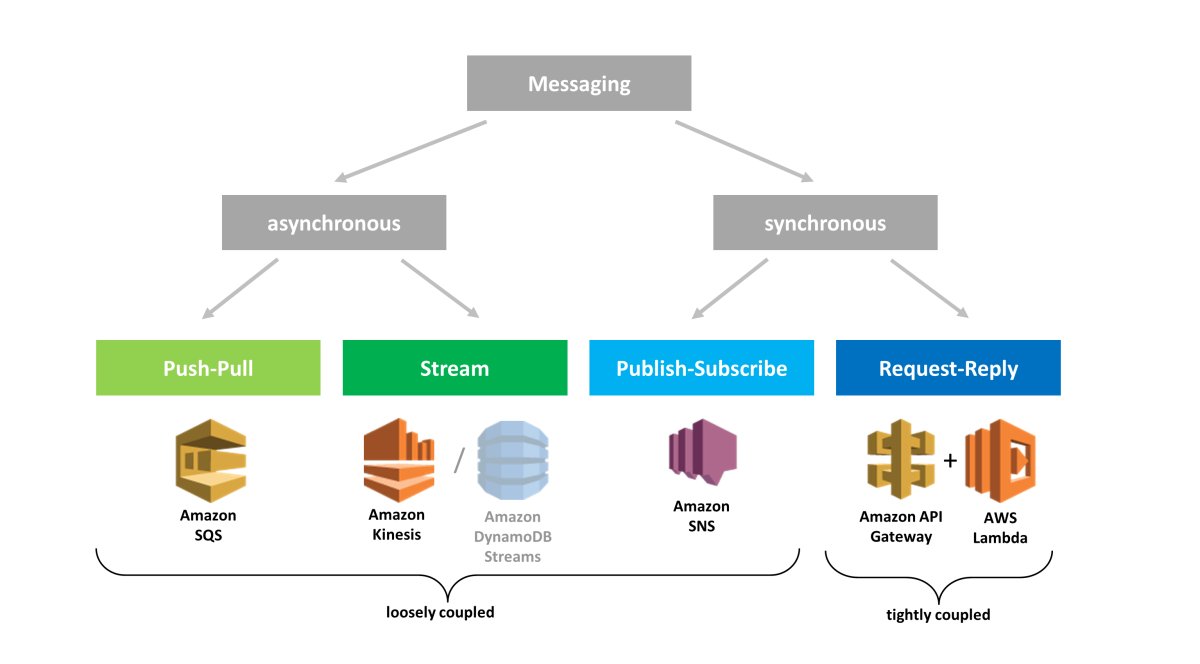 Messaging
asynchronous
synchronous
Push-Pull
Stream
Publish-Subscribe
Request-Reply
Amazon
SQS
Amazon
Kinesis
/
Amazon
DynamoDB
Streams
Amazon
SNS
Amazon API
Gateway
+
AWS
Lambda
loosely coupled
tightly coupled